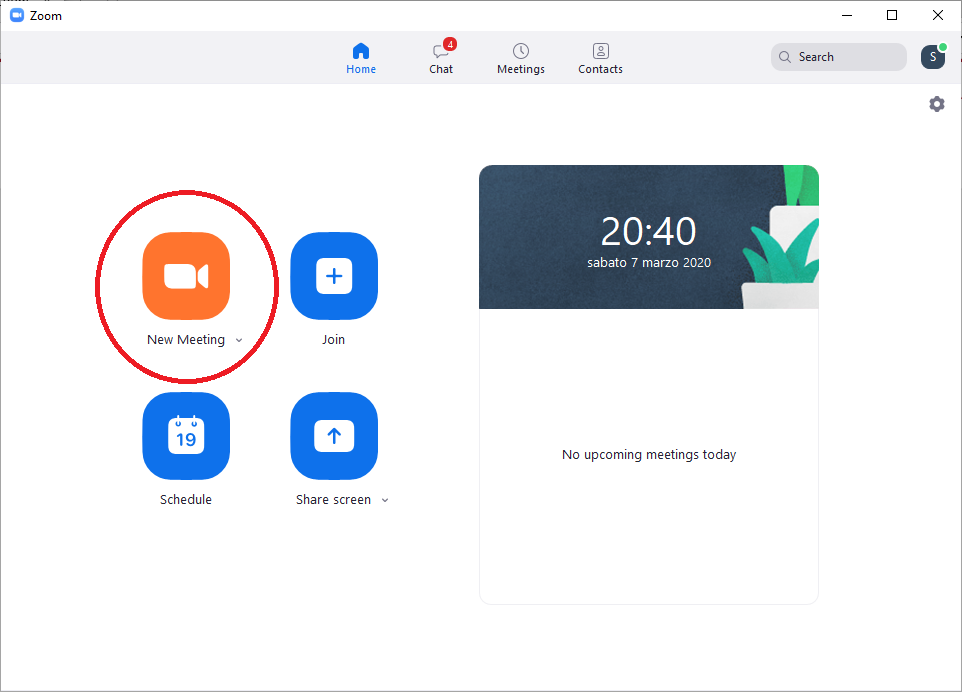 Zoom
4
Home
Chat
Meetings
Contacts
Search
S
20:40
sabato 7 marzo 2020
New Meeting
Join
19
Schedule
Share screen
No upcoming meetings today